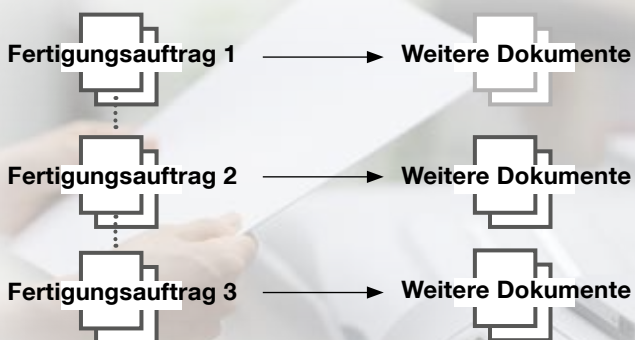 Fertigungsauftrag 1 Weitere Dokumente
Fertigungsauftrag 2 Weitere Dokumente
Fertigungsauftrag 3 Weitere Dokumente